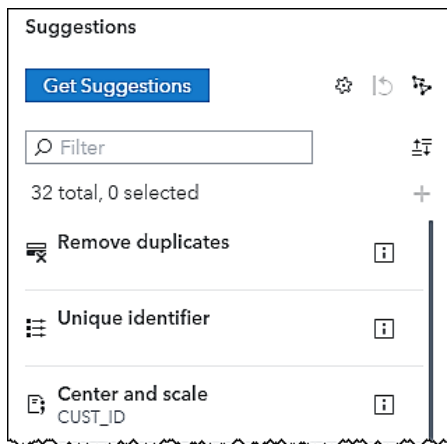 Suggestions
Get Suggestions
Filter
32 total, 0 selected
Remove duplicates
Unique identifier
Center and scale
CUST_ID